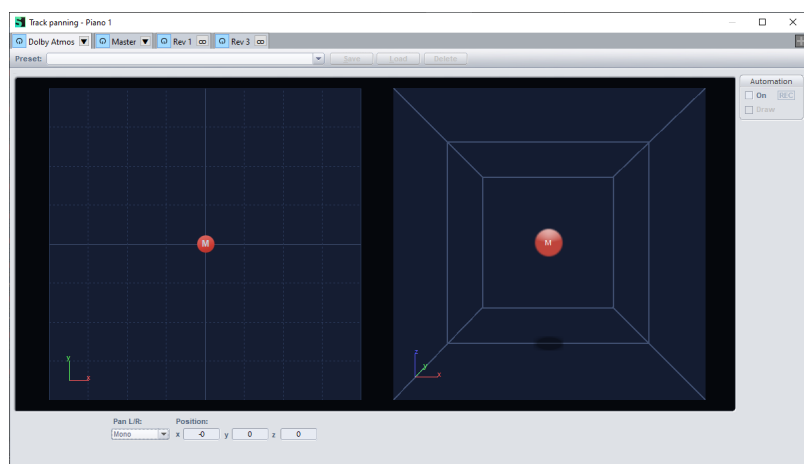 Track panning - Piano 1
Dolby Atmos Master Rev 1 Rev 3
Preset: Save Load Delete
Automation
On REC
Draw
M
M
y
x
z
y
x
Pan L/R: Position:
Mono x -0 y 0 z 0